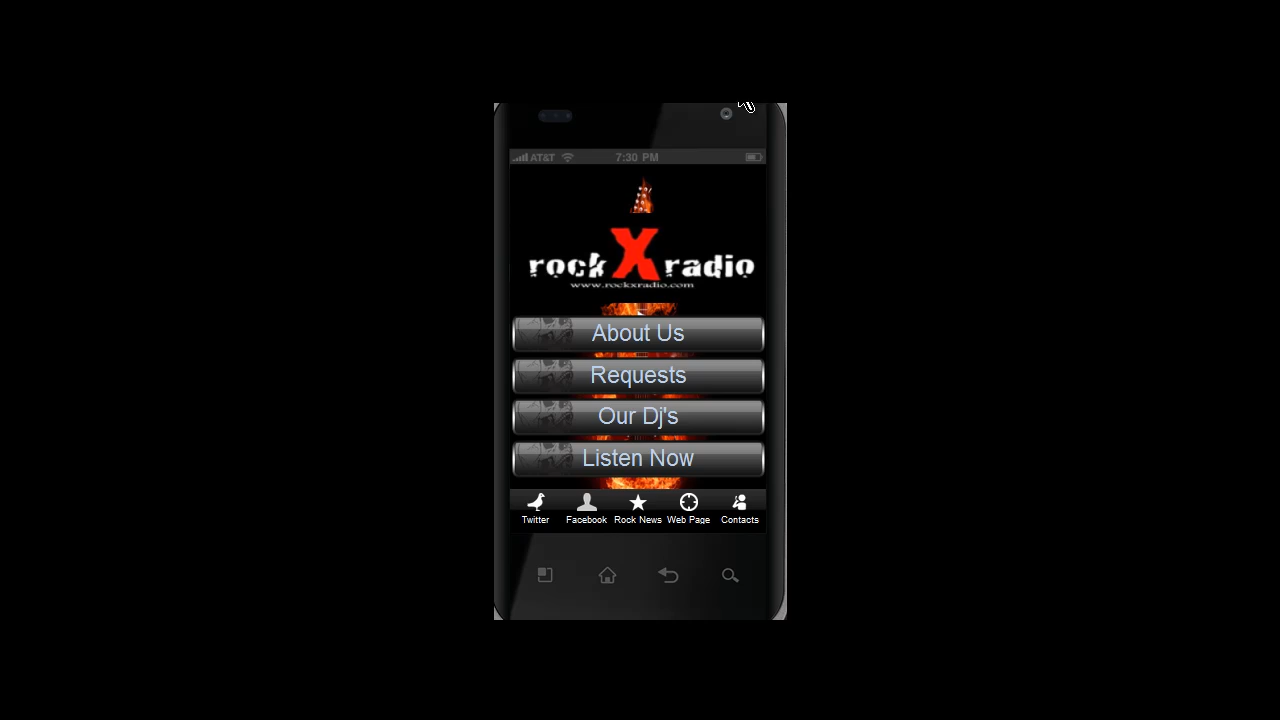 AT&T 7:30 PM
rock X radio
www.rockxradio.com
About Us
Requests
Our Dj's
Listen Now
Twitter Facebook Rock News Web Page Contacts